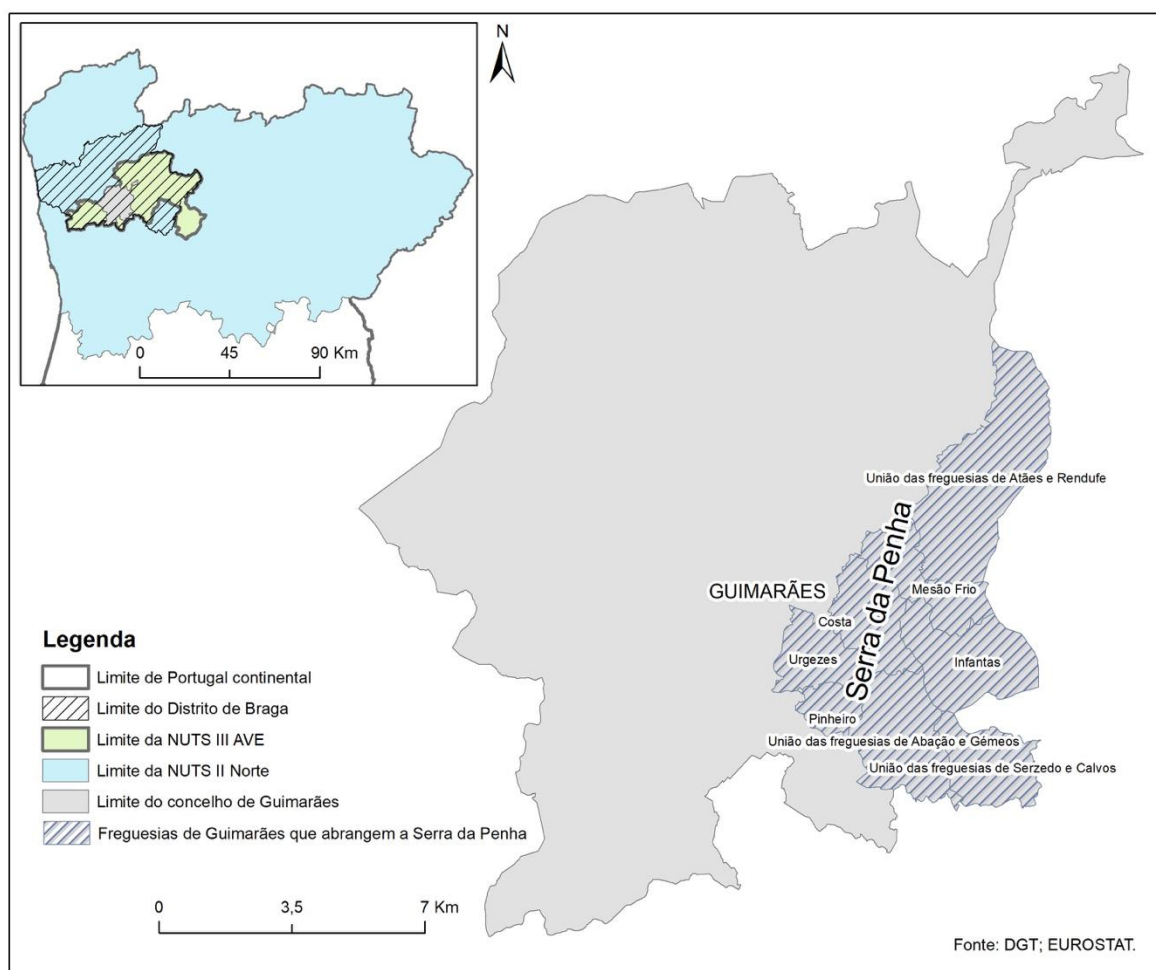 N
0 45 90 Km
União das freguesias de Atães e Rendufe
Serra da Penha
GUIMARÃES
Mesão Frio
Costa
Urgezes
Infantas
Pinheiro
União das freguesias de Abação e Gémeos
União das freguesias de Serzedo e Calvos
Legenda
Limite de Portugal continental
Limite do Distrito de Braga
Limite da NUTS III AVE
Limite da NUTS II Norte
Limite do concelho de Guimarães
Freguesias de Guimarães que abrangem a Serra da Penha
0 3,5 7 Km
Fonte: DGT; EUROSTAT.